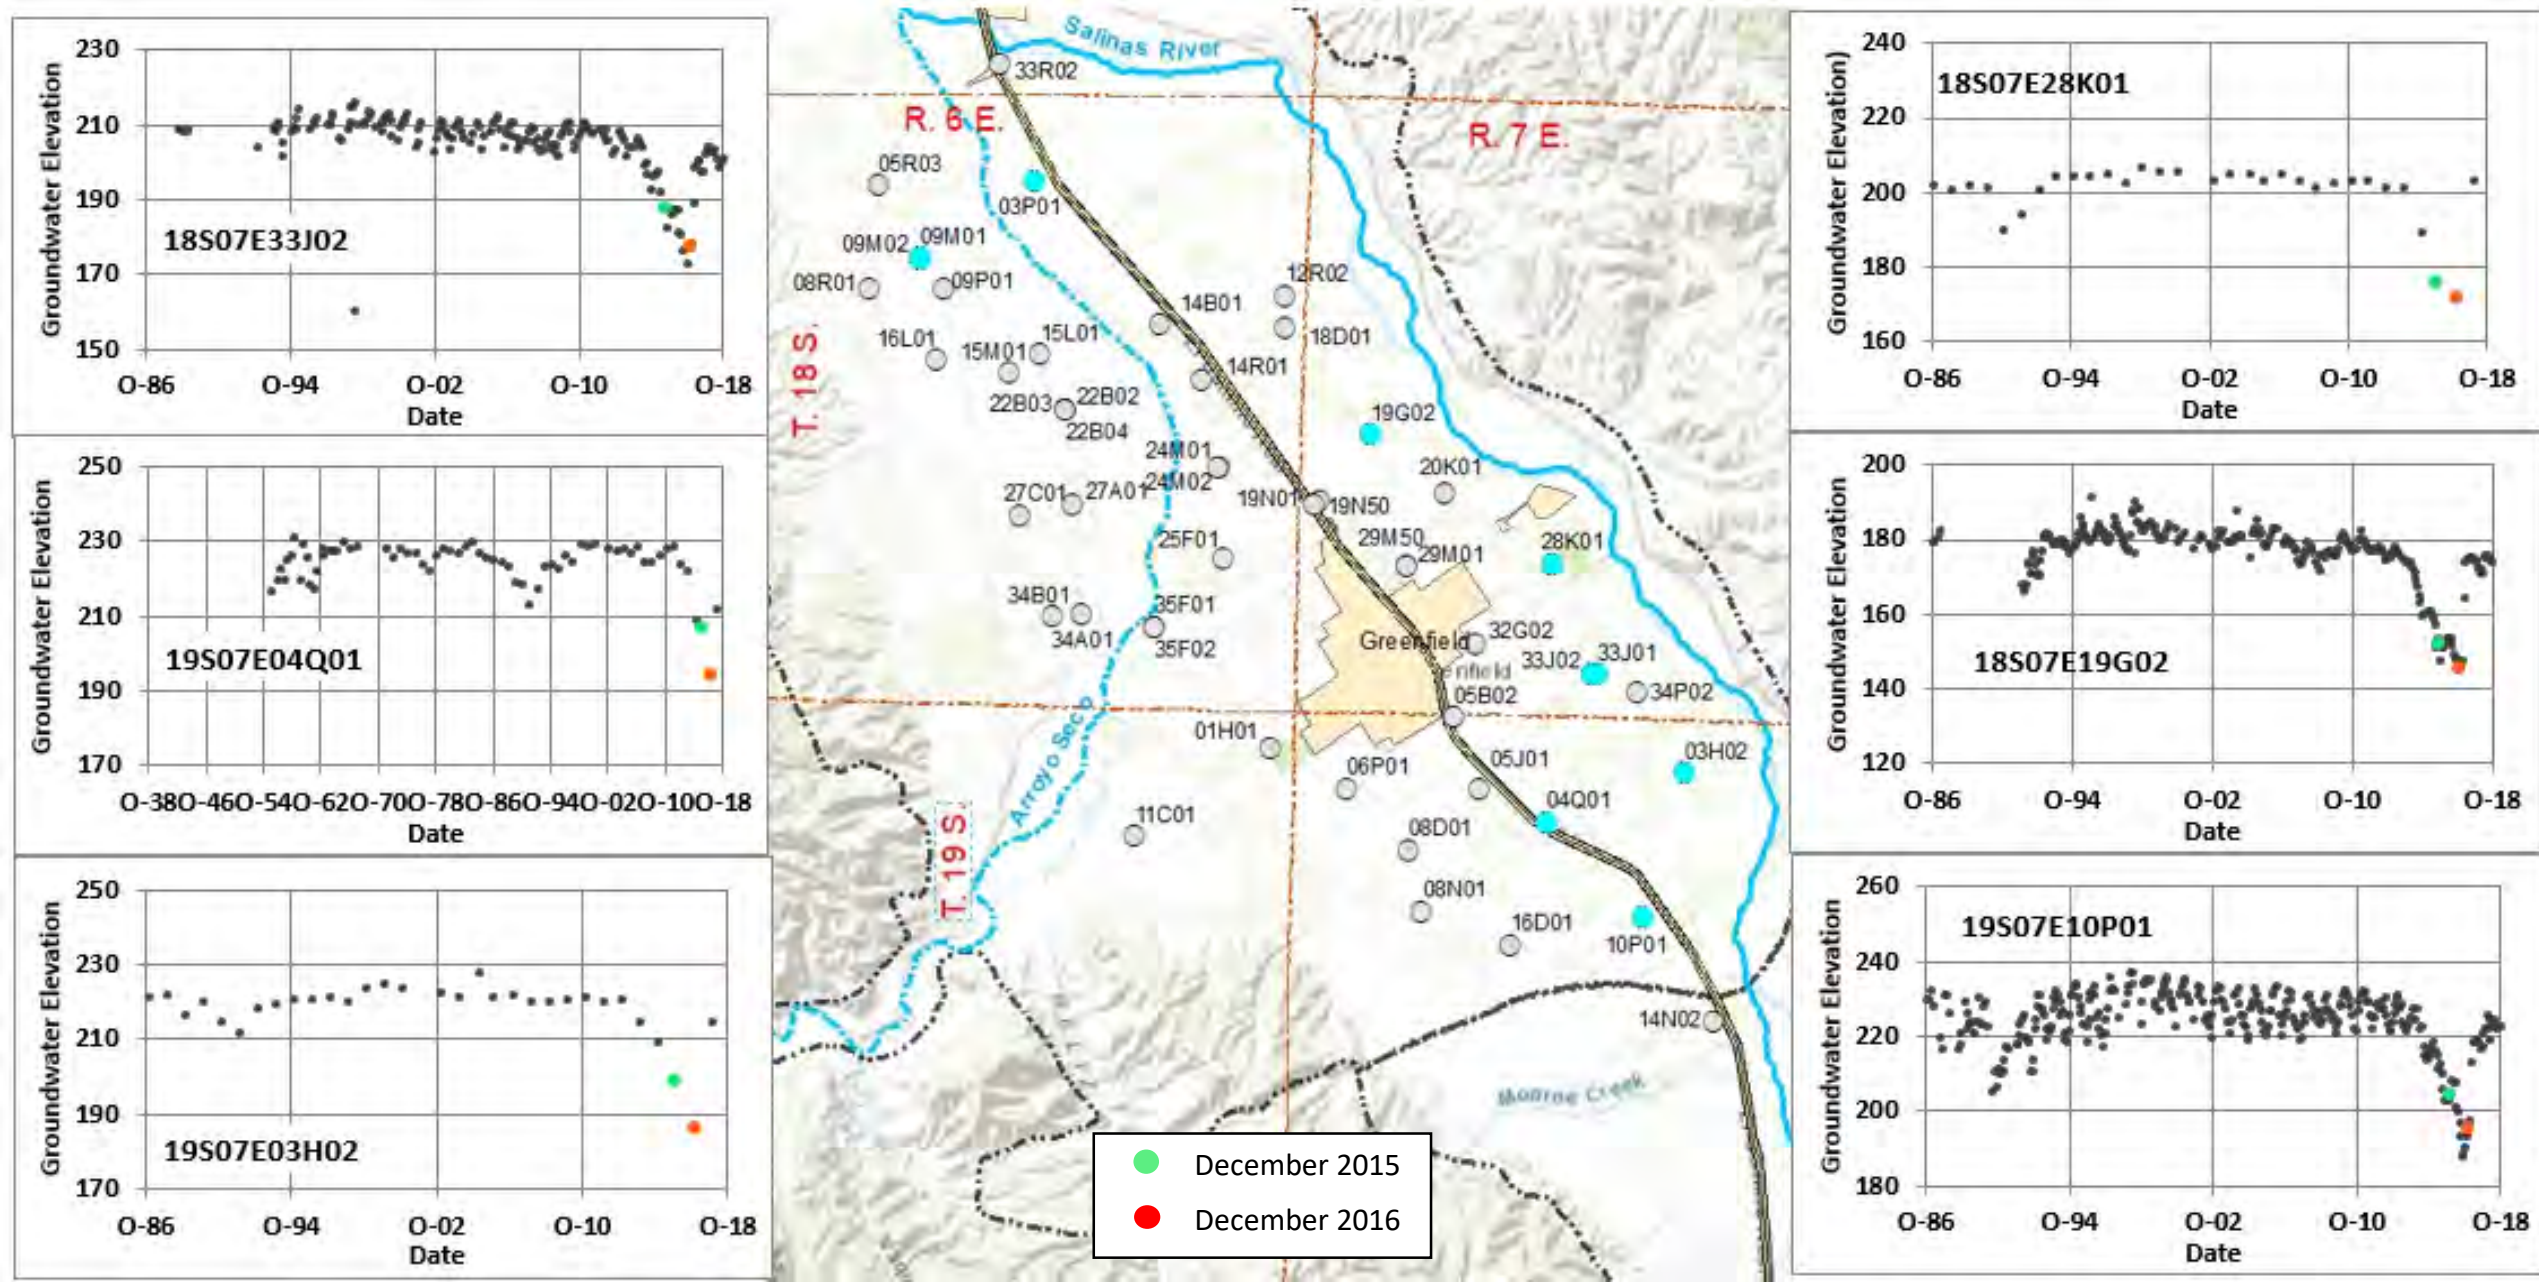 230
210
190
170
150
Groundwater Elevation
18S07E33J02
O-86 O-94 O-02 O-10 O-18
Date
250
230
210
190
170
Groundwater Elevation
19S07E04Q01
O-38O-46O-54O-62O-70O-78O-86O-94O-02O-10O-18
Date
250
230
210
190
170
Groundwater Elevation
19S07E03H02
O-86 O-94 O-02 O-10 O-18
Date
Salinas River
33R02
R. 6 E.
R. 7 E.
05R03
03P01
09M02 09M01
08R01
09P01
12R02
14B01
18D01
T. 18 S.
16L01
15M01
15L01
14R01
22B03
22B02
22B04
19G02
24M01
24M02
20K01
27C01
27A01
19N01
19N50
25F01
29M50
29M01
28K01
34B01
34A01
35F01
35F02
Greenfield
32G02
33J02
33J01
enfield
05B02
34P02
Arroyo Seco
01H01
03H02
06P01
05J01
04Q01
11C01
08D01
T. 19 S.
08N01
16D01
10P01
14N02
Monroe Creek
December 2015
December 2016
240
220
200
180
160
Groundwater Elevation)
18S07E28K01
O-86 O-94 O-02 O-10 O-18
Date
200
180
160
140
120
Groundwater Elevation
18S07E19G02
O-86 O-94 O-02 O-10 O-18
Date
260
240
220
200
180
Groundwater Elevation
19S07E10P01
O-86 O-94 O-02 O-10 O-18
Date